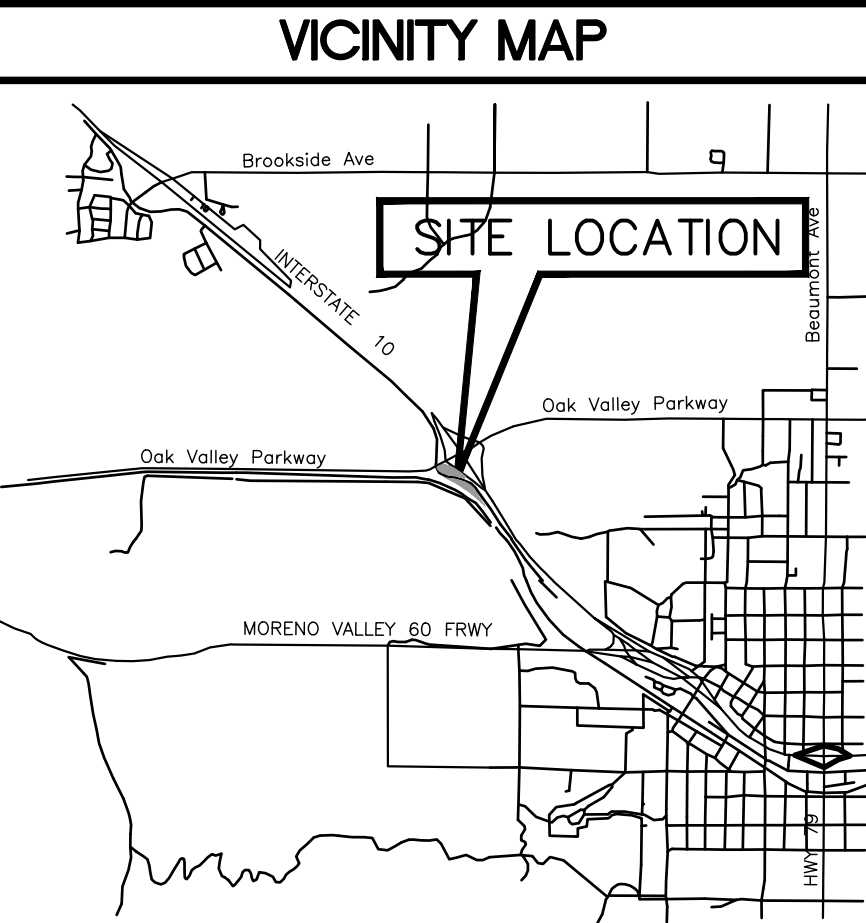 VICINITY MAP
Brookside Ave
SITE LOCATION
Beaumont Ave
INTERSTATE 10
Oak Valley Parkway
Oak Valley Parkway
MORENO VALLEY 60 FRWY
HWY 79